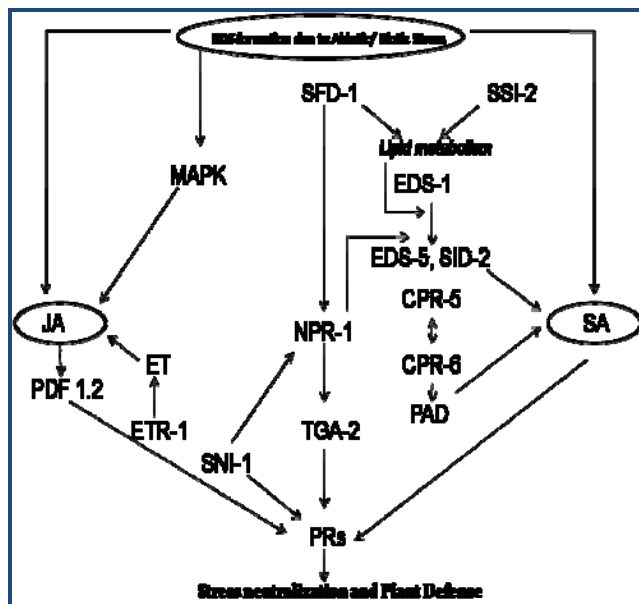 ROS formation due to Abiotic/ Biotic Stress
SFD-1 SSI-2
Lipid metabolism
MAPK
EDS-1
EDS-5, SID-2
CPR-5
JA NPR-1 SA
ET CPR-6
PDF 1.2
PAD
ETR-1 TGA-2
SNI-1
PRs
Stress neutralization and Plant Defense